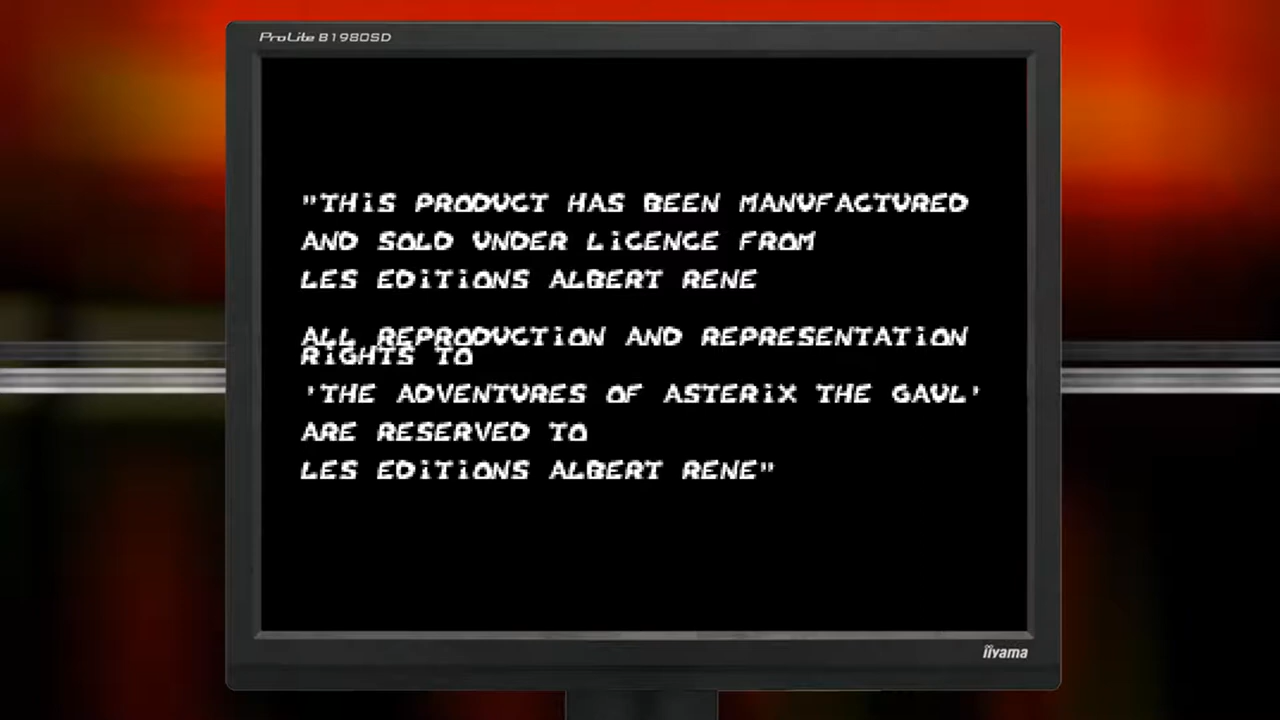 ProLite B1980SD
"THiS PRODUCT HAS BEEN MANUFACTURED
AND SOLD UNDER LiCENCE FROM
LES EDiTiONS ALBERT RENE
ALL REPRODUCTiON AND REPRESENTATiON
RiGHTS TO
'THE ADVENTURES OF ASTERiX THE GAUL'
ARE RESERVED TO
LES EDiTiONS ALBERT RENE"
iiyama